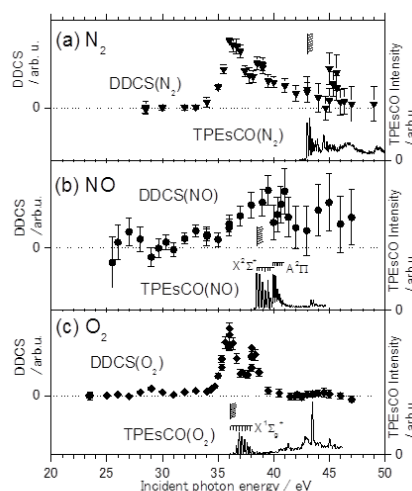 (a) N₂
DDCS(N₂)
TPEsCO(N₂)
DDCS
/ arb. u.
0
TPEsCO Intensity
/ arb.u.
0
(b) NO
DDCS(NO)
X²Σ⁻
A²Π
TPEsCO(NO)
DDCS
/arb.u.
0
TPEsCO Intensity
/arb.u.
0
(c) O₂
DDCS(O₂)
X¹Σg⁺
TPEsCO(O₂)
DDCS
/arb.u.
0
TPEsCO Intensity
/arb.u.
0
20 25 30 35 40 45 50
Incident photon energy / eV